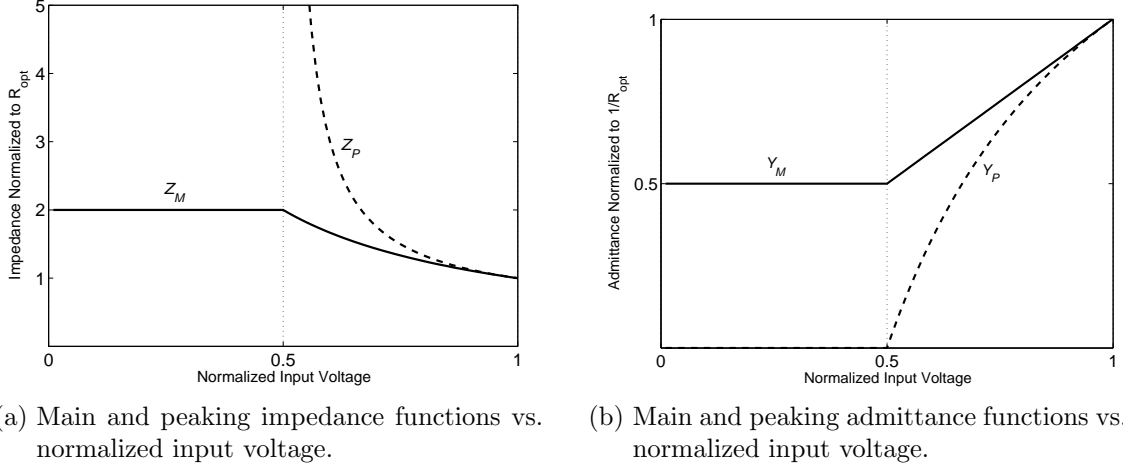 5
4
3
2
1
Impedance Normalized to R_opt
Z_M
Z_P
0
0.5
1
Normalized Input Voltage
1
0.5
Admittance Normalized to 1/R_opt
Y_M
Y_P
0
0.5
1
Normalized Input Voltage
a) Main and peaking impedance functions vs.
normalized input voltage.
(b) Main and peaking admittance functions vs.
normalized input voltage.